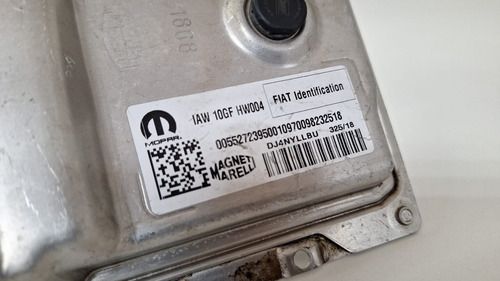 1808
IAW 10GF HW004
FIAT Identification
MOPAR
00552723950010970098232518
DJ4NYLLBU 325/18
MAGNETI
MARELLI